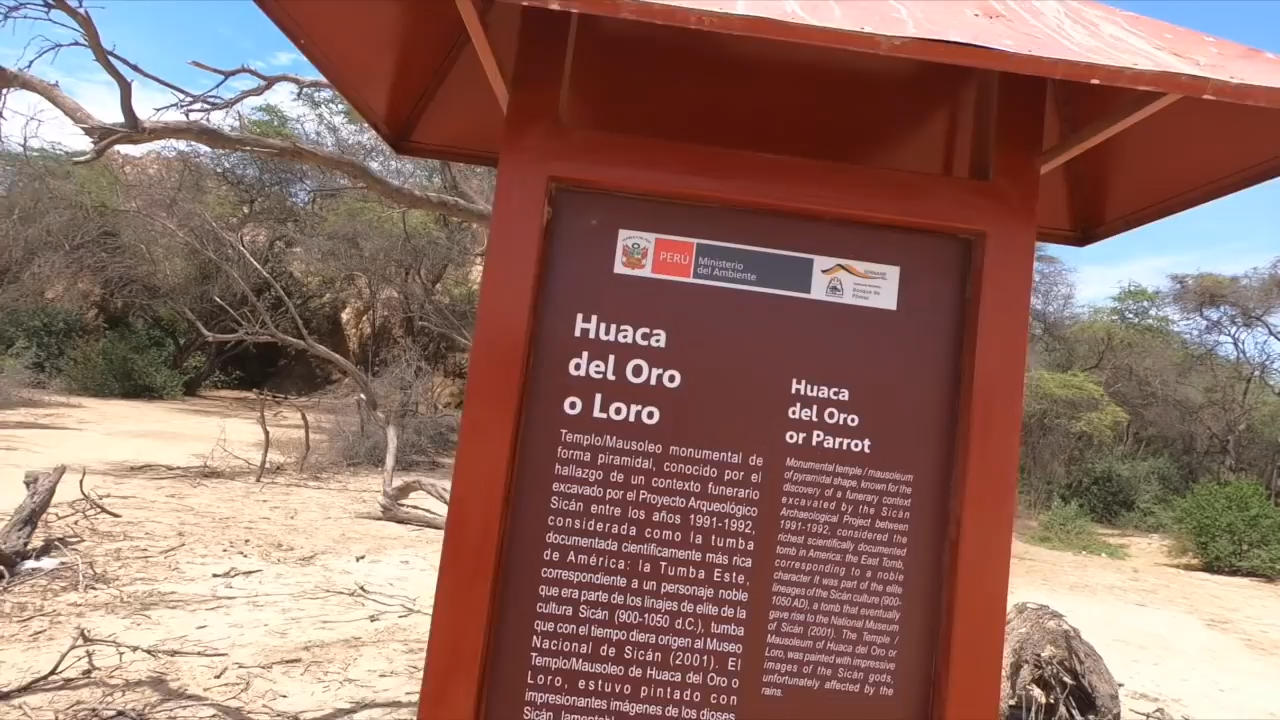 PERÚ
Ministerio
del Ambiente
Bosque de
Pómac
Huaca
del Oro
o Loro
Templo/Mausoleo monumental de
forma piramidal, conocido por el
hallazgo de un contexto funerario
excavado por el Proyecto Arqueológico
Sicán entre los años 1991-1992,
considerada como la tumba
documentada científicamente más rica
de América: la Tumba Este,
correspondiente a un personaje noble
que era parte de los linajes de elite de la
cultura Sicán (900-1050 d.C.), tumba
que con el tiempo diera origen al Museo
Nacional de Sicán (2001). El
Templo/Mausoleo de Huaca del Oro o
Loro, estuvo pintado con
impresionantes imágenes de los dioses
Huaca
del Oro
or Parrot
Monumental temple / mausoleum
of pyramidal shape, known for the
discovery of a funerary context
excavated by the Sicán
Archaeological Project between
1991-1992, considered the
richest scientifically documented
tomb in America: the East Tomb,
corresponding to a noble
character It was part of the elite
lineages of the Sicán culture (900-
1050 AD), a tomb that eventually
gave rise to the National Museum
of Sicán (2001). The Temple /
Mausoleum of Huaca del Oro or
Loro, was painted with impressive
images of the Sicán gods,
unfortunately affected by the
rains.